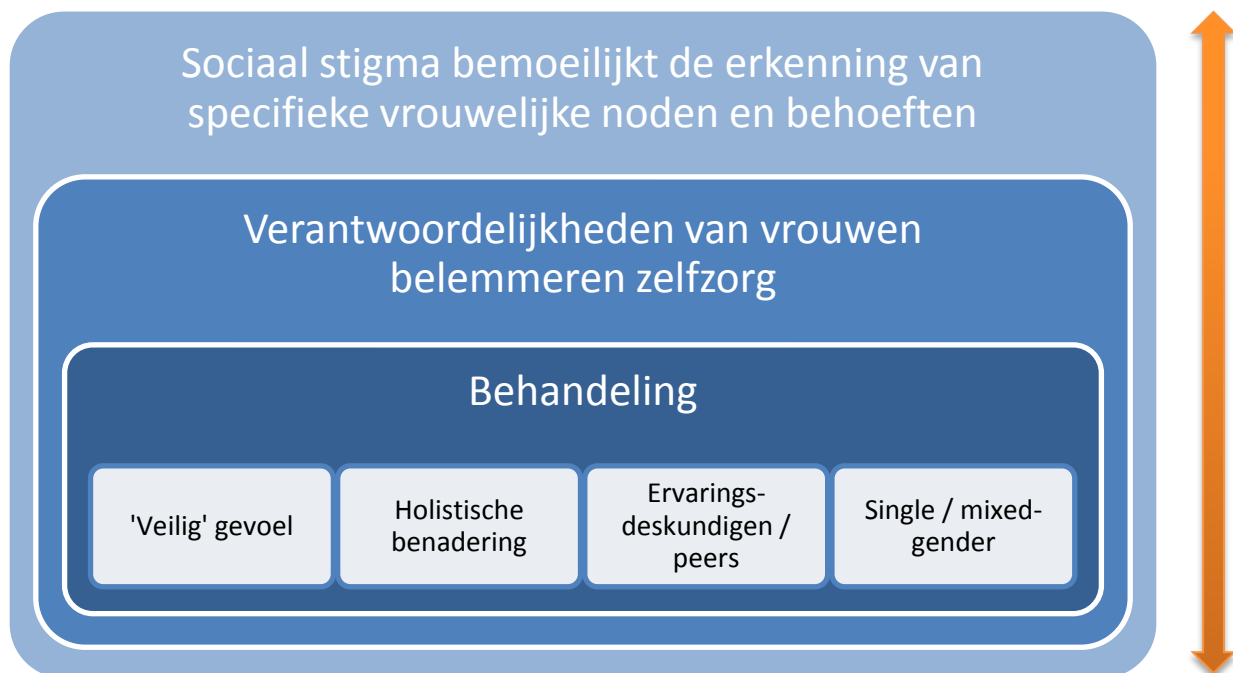 Sociaal stigma bemoeilijkt de erkenning van
specifieke vrouwelijke noden en behoeften
Verantwoordelijkheden van vrouwen
belemmeren zelfzorg
Behandeling
'Veilig' gevoel
Holistische
benadering
Ervarings-
deskundigen /
peers
Single / mixed-
gender